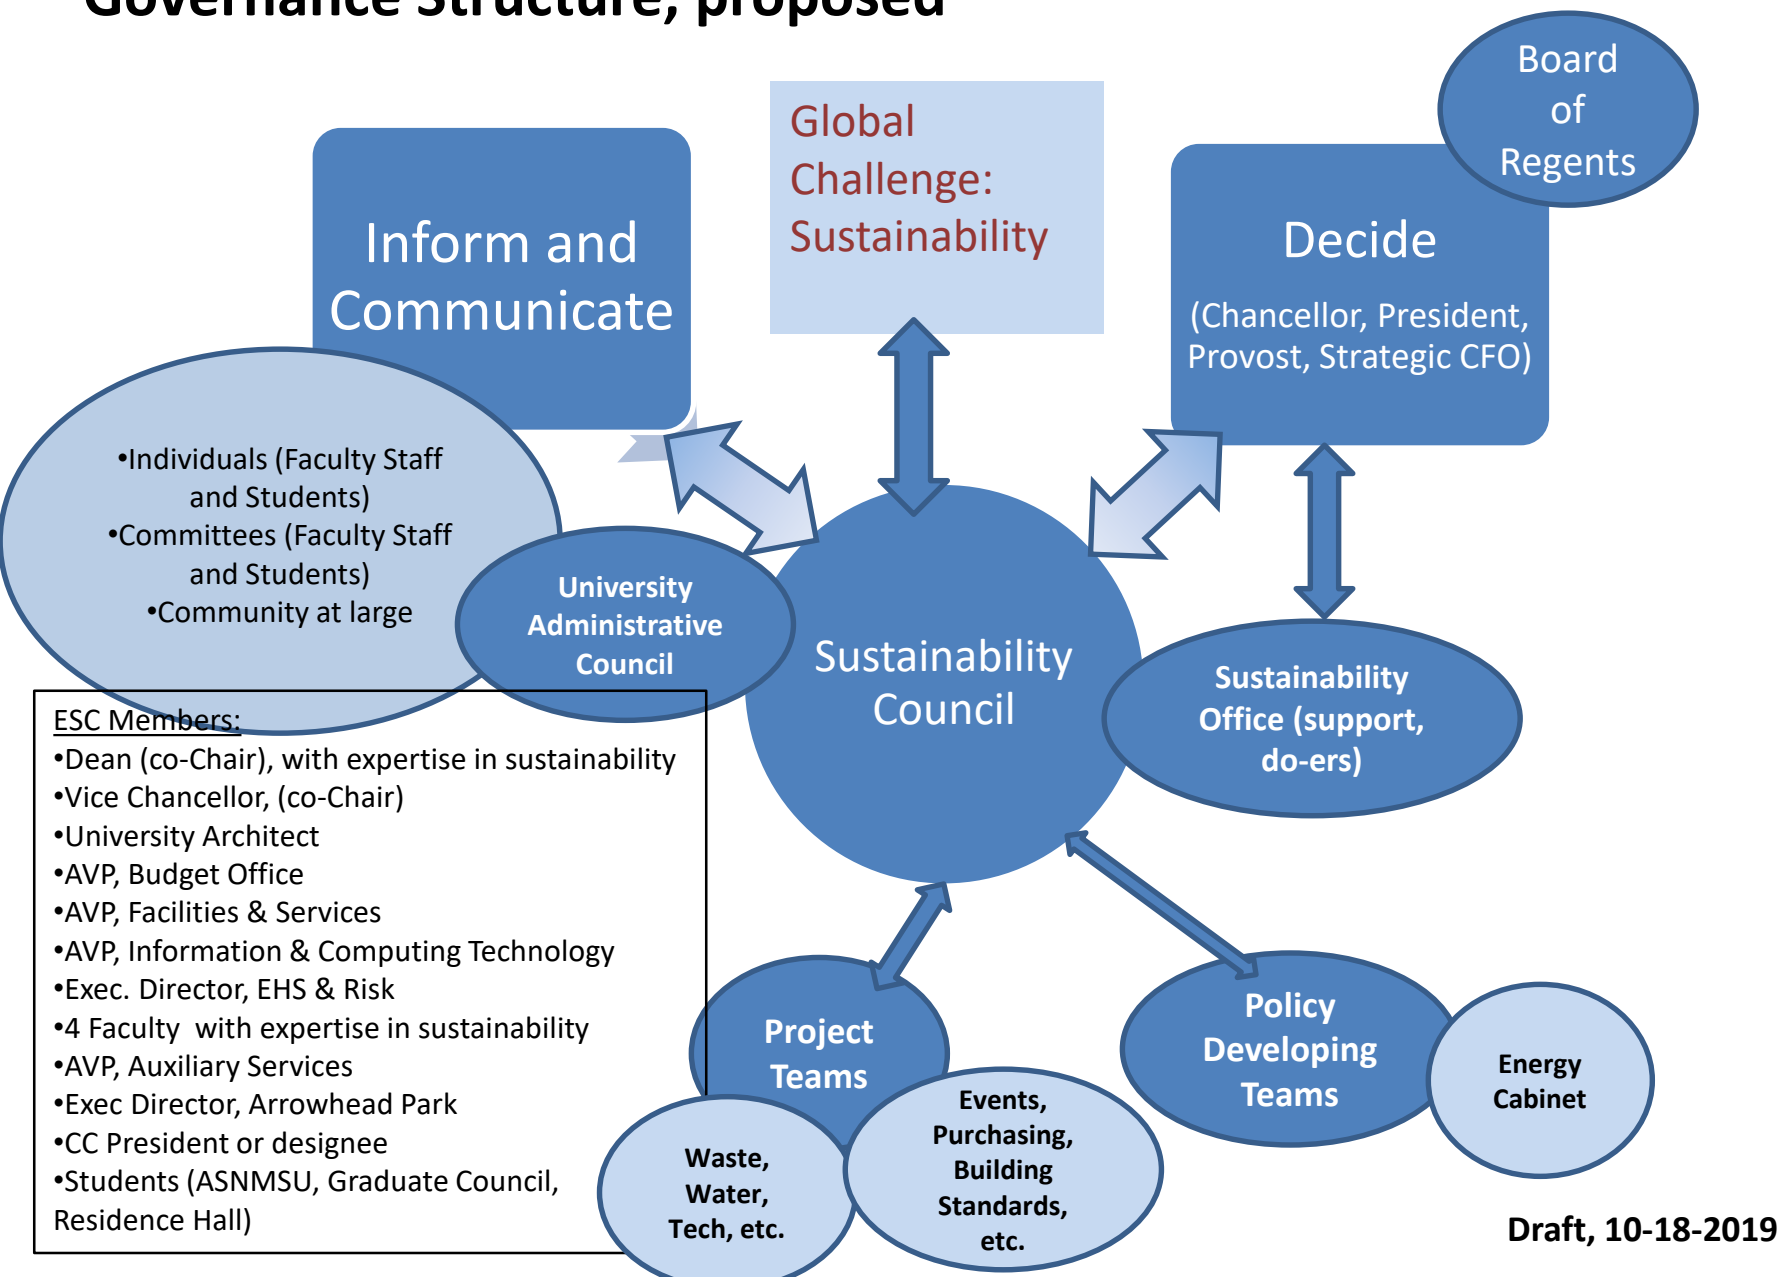 Governance Structure, proposed
Board
of
Regents
Global
Challenge:
Sustainability
Inform and
Communicate
Decide
(Chancellor, President,
Provost, Strategic CFO)
•Individuals (Faculty Staff
and Students)
•Committees (Faculty Staff
and Students)
•Community at large
University
Administrative
Council
Sustainability
Council
Sustainability
Office (support,
do-ers)
ESC Members:
•Dean (co-Chair), with expertise in sustainability
•Vice Chancellor, (co-Chair)
•University Architect
•AVP, Budget Office
•AVP, Facilities & Services
•AVP, Information & Computing Technology
•Exec. Director, EHS & Risk
•4 Faculty  with expertise in sustainability
•AVP, Auxiliary Services
•Exec Director, Arrowhead Park
•CC President or designee
•Students (ASNMSU, Graduate Council,
Residence Hall)
Project
Teams
Waste,
Water,
Tech, etc.
Events,
Purchasing,
Building
Standards,
etc.
Policy
Developing
Teams
Energy
Cabinet
Draft, 10-18-2019